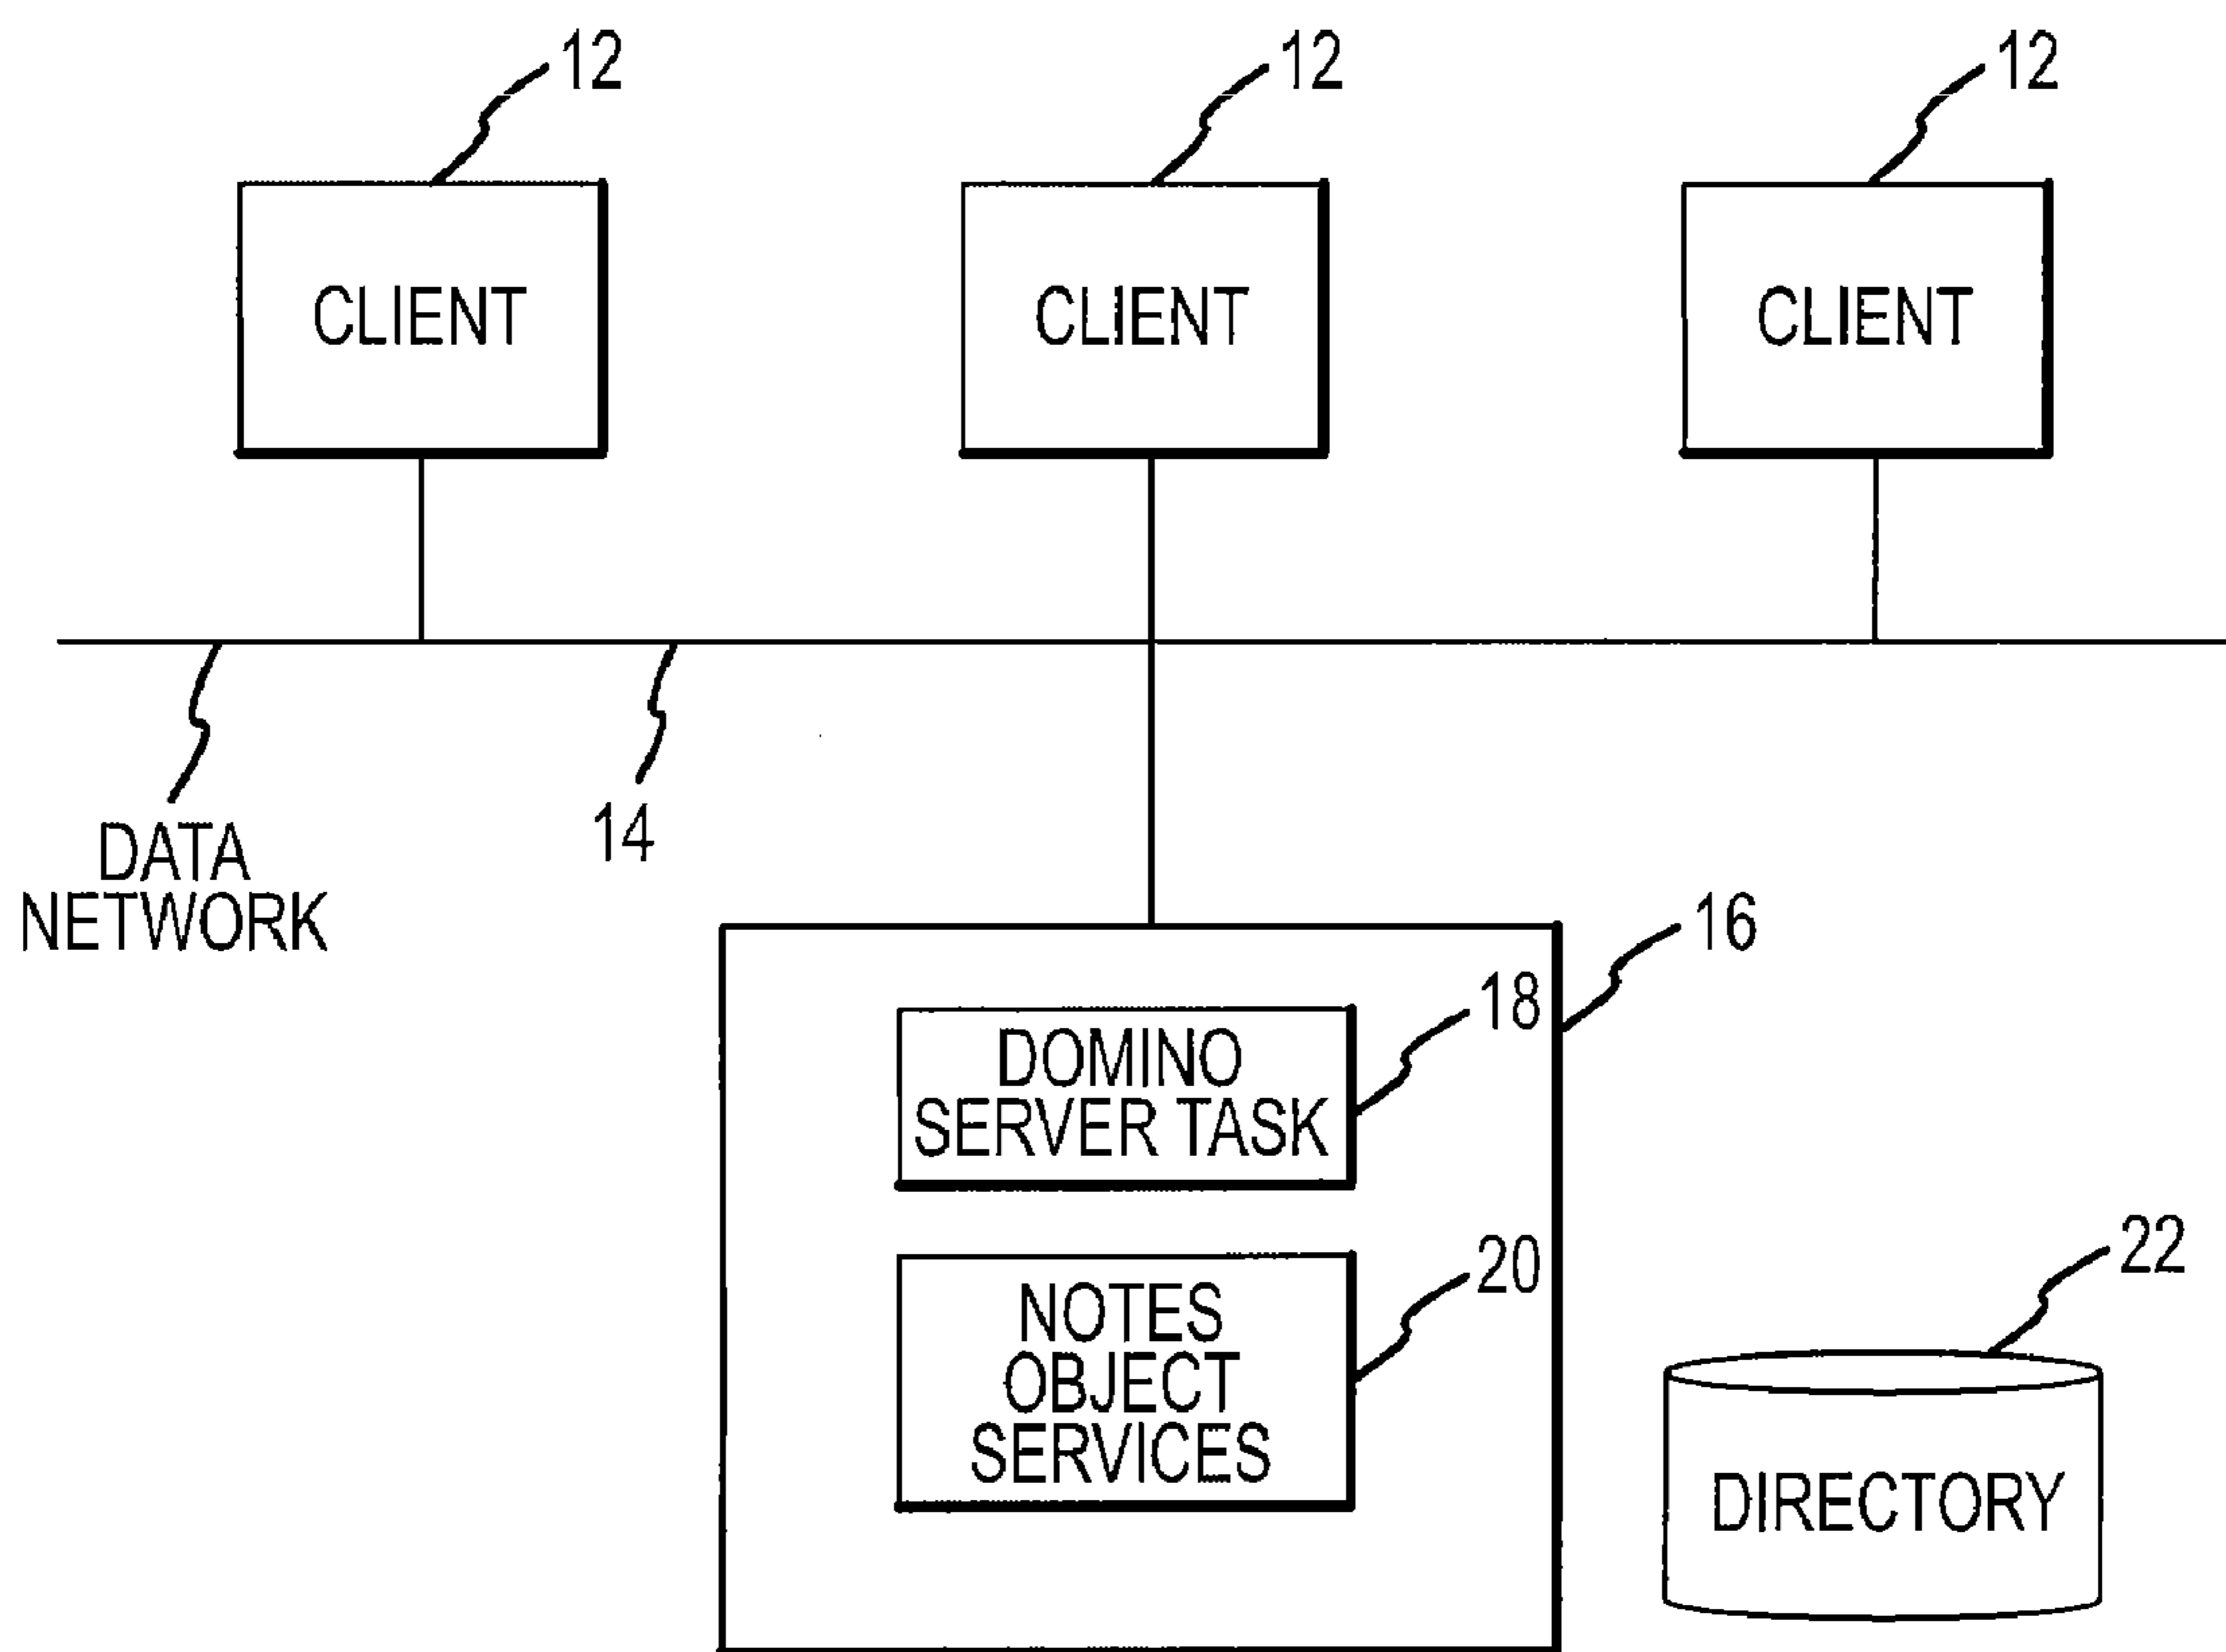 12
12
12
CLIENT
CLIENT
CLIENT
DATA
NETWORK
14
16
18
DOMINO
SERVER TASK
20
NOTES
OBJECT
SERVICES
22
DIRECTORY